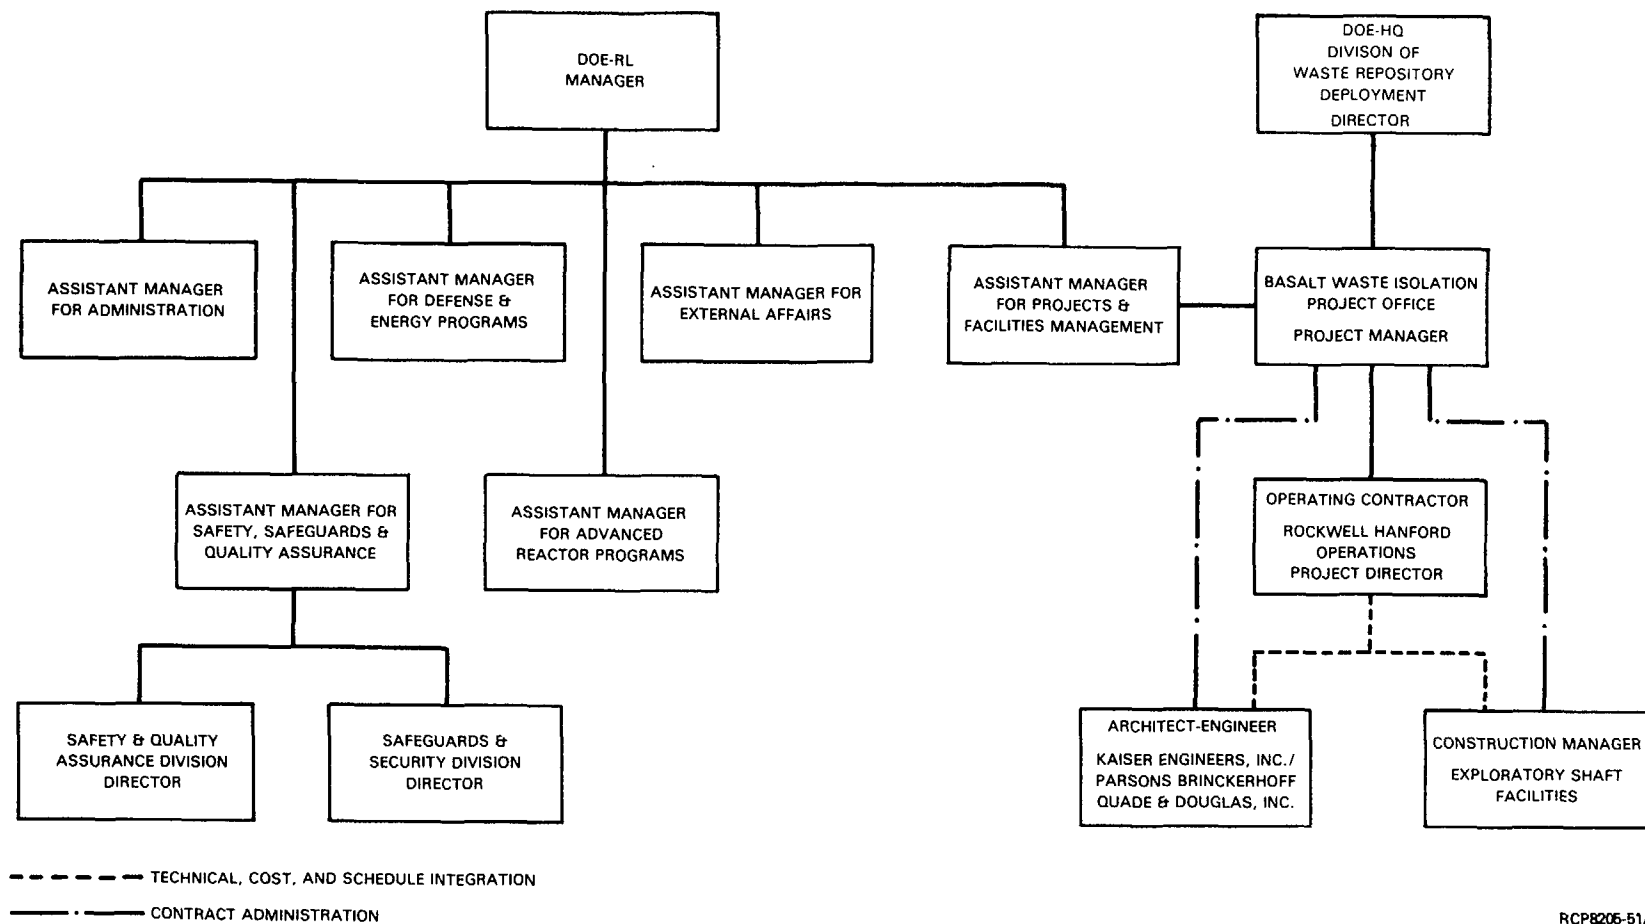 DOE-RL
MANAGER
DOE-HQ
DIVISON OF
WASTE REPOSITORY
DEPLOYMENT
DIRECTOR
ASSISTANT MANAGER
FOR ADMINISTRATION
ASSISTANT MANAGER
FOR DEFENSE &
ENERGY PROGRAMS
ASSISTANT MANAGER FOR
EXTERNAL AFFAIRS
ASSISTANT MANAGER
FOR PROJECTS &
FACILITIES MANAGEMENT
BASALT WASTE ISOLATION
PROJECT OFFICE
PROJECT MANAGER
ASSISTANT MANAGER FOR
SAFETY, SAFEGUARDS &
QUALITY ASSURANCE
ASSISTANT MANAGER
FOR ADVANCED
REACTOR PROGRAMS
OPERATING CONTRACTOR
ROCKWELL HANFORD
OPERATIONS
PROJECT DIRECTOR
SAFETY & QUALITY
ASSURANCE DIVISION
DIRECTOR
SAFEGUARDS &
SECURITY DIVISION
DIRECTOR
ARCHITECT-ENGINEER
KAISER ENGINEERS, INC./
PARSONS BRINCKERHOFF
QUADE & DOUGLAS, INC.
CONSTRUCTION MANAGER
EXPLORATORY SHAFT
FACILITIES
TECHNICAL, COST, AND SCHEDULE INTEGRATION
CONTRACT ADMINISTRATION
RCP8205-51